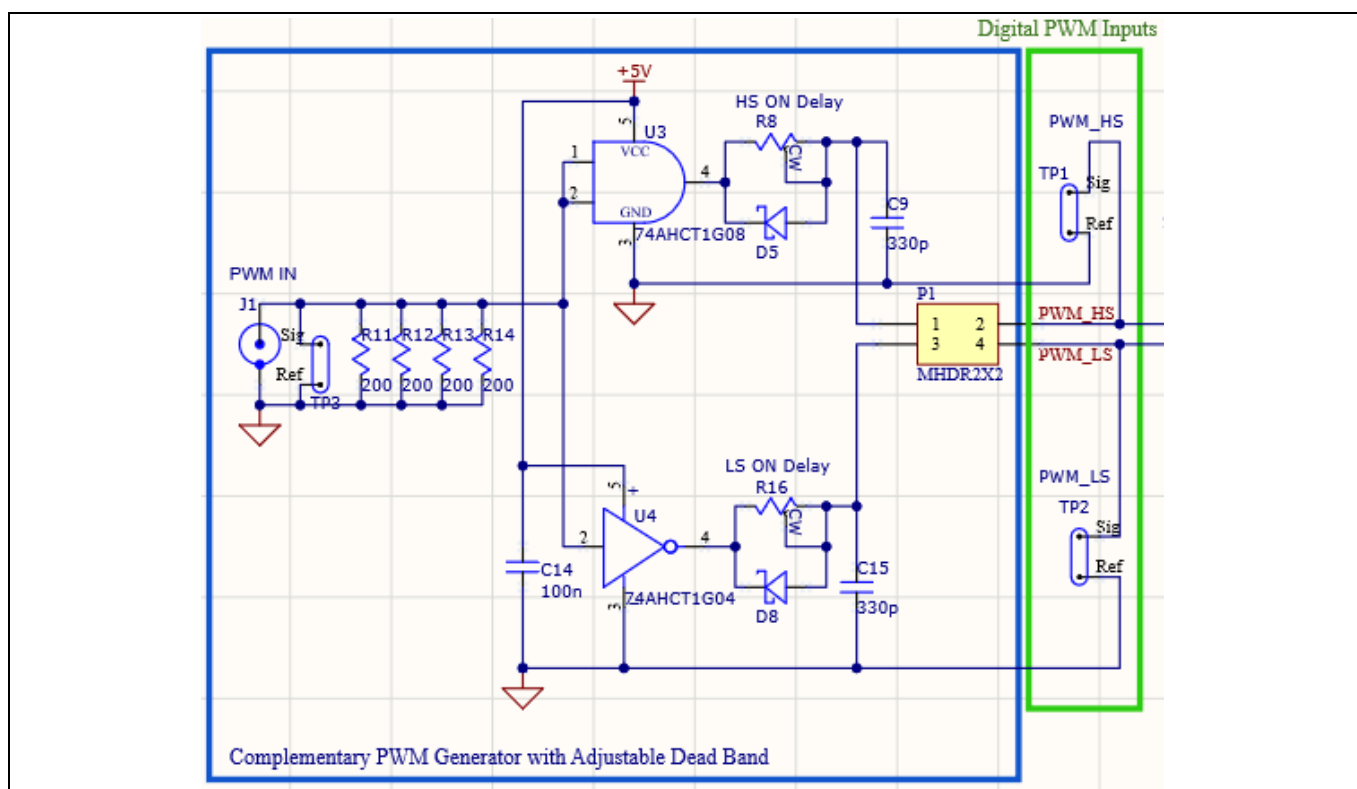 Digital PWM Inputs
+5V
HS ON Delay
R8
CW
5
U3
VCC
1
2
4
GND
3
74AHCT1G08
D5
C9
330p
PWM_HS
TP1
Sig
Ref
PWM IN
J1
Sig
Ref
TP3
R11
R12
R13
R14
200
200
200
200
P1
1
2
3
4
MHDR2X2
PWM_HS
PWM_LS
LS ON Delay
R16
CW
5
+
U4
2
4
3
74AHCT1G04
D8
C14
100n
C15
330p
PWM_LS
TP2
Sig
Ref
Complementary PWM Generator with Adjustable Dead Band